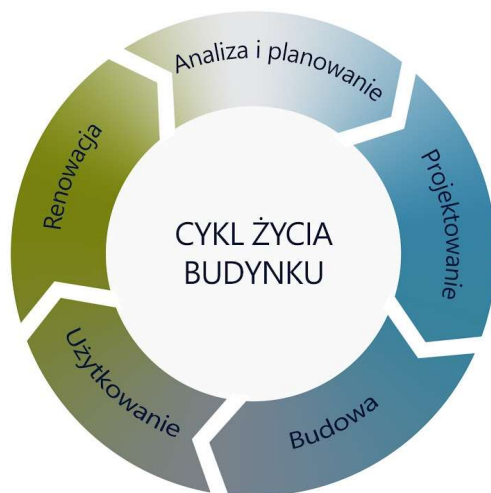 Analiza i planowanie
Projektowanie
Budowa
Użytkowanie
Renowacja
CYKL ŻYCIA
BUDYNKU